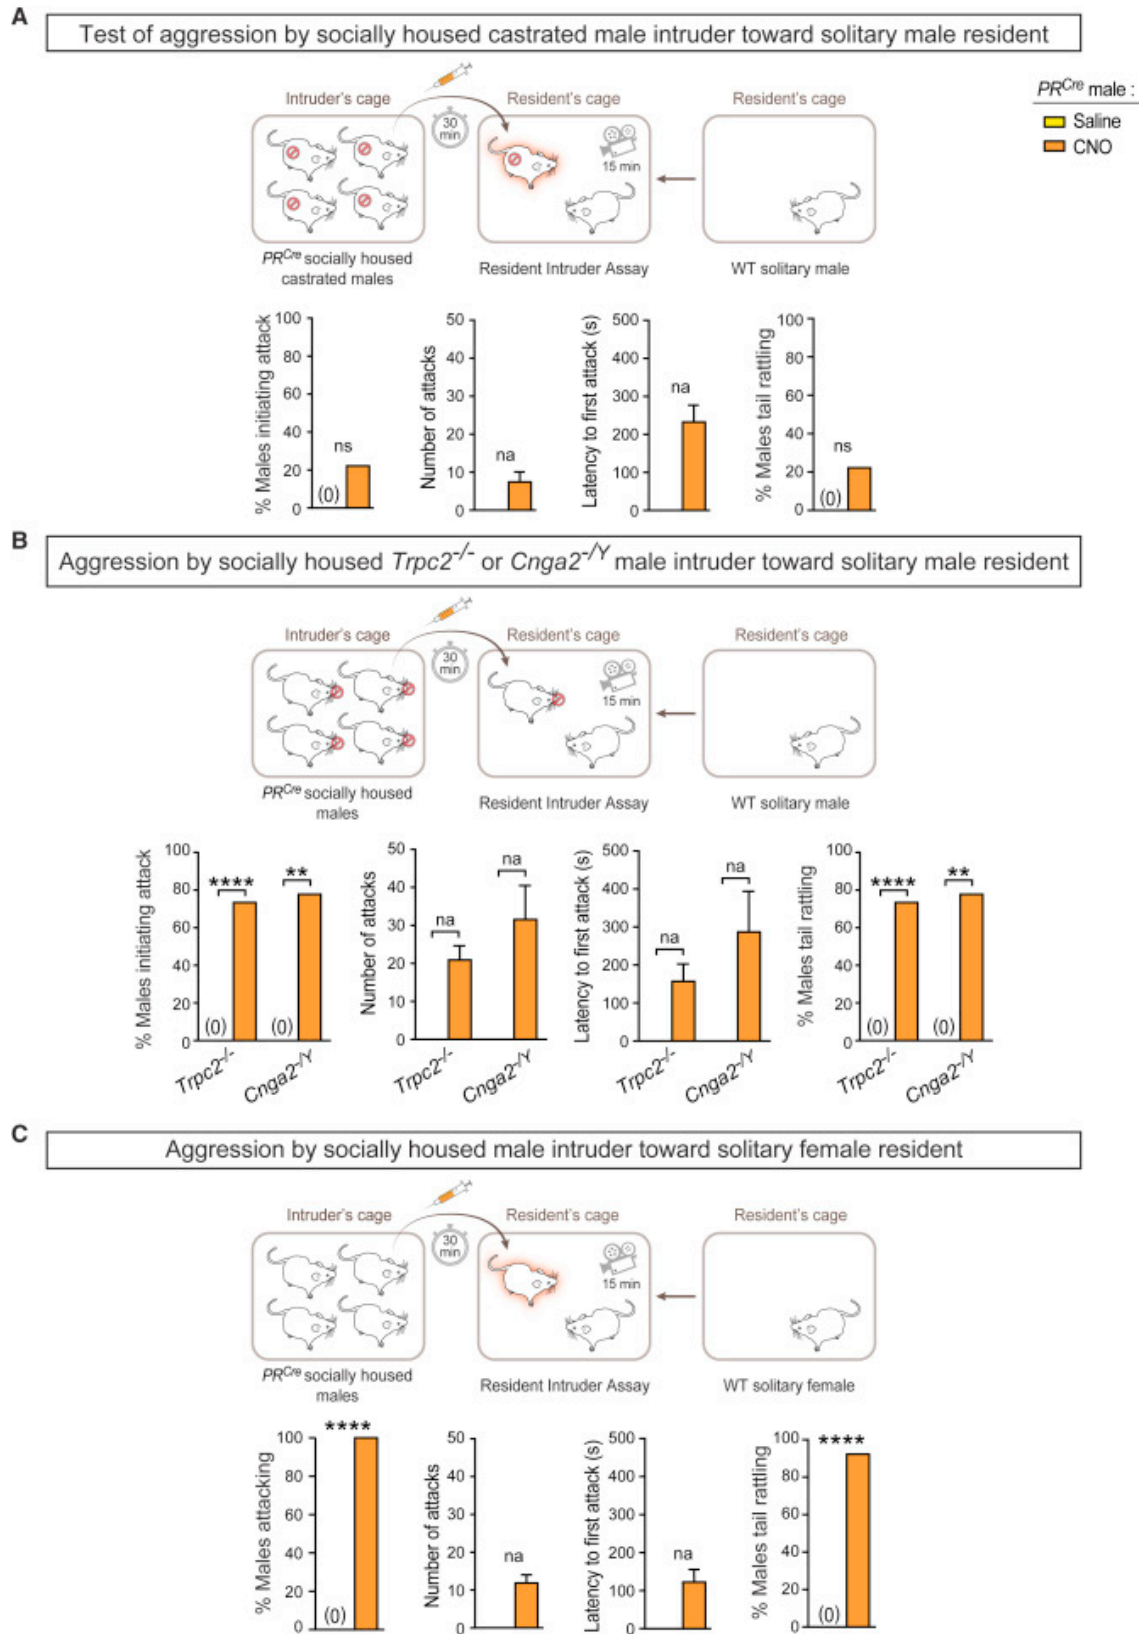 A
Test of aggression by socially housed castrated male intruder toward solitary male resident
PR^Cre male :
Saline
CNO
Intruder's cage
30 min
Resident's cage
15 min
Resident's cage
PR^Cre socially housed
castrated males
Resident Intruder Assay
WT solitary male
% Males initiating attack
100
80
60
40
20
0
ns
(0)
Number of attacks
50
40
30
20
10
0
na
Latency to first attack (s)
500
400
300
200
100
0
na
% Males tail rattling
100
80
60
40
20
0
ns
(0)
B
Aggression by socially housed Trpc2^-/- or Cnga2^-/Y male intruder toward solitary male resident
Intruder's cage
30 min
Resident's cage
15 min
Resident's cage
PR^Cre socially housed
males
Resident Intruder Assay
WT solitary male
% Males initiating attack
100
80
60
40
20
0
****
**
(0)
(0)
Trpc2^-/-
Cnga2^-/Y
Number of attacks
50
40
30
20
10
0
na
na
Trpc2^-/-
Cnga2^-/Y
Latency to first attack (s)
500
400
300
200
100
0
na
na
Trpc2^-/-
Cnga2^-/Y
% Males tail rattling
100
80
60
40
20
0
****
**
(0)
(0)
Trpc2^-/-
Cnga2^-/Y
C
Aggression by socially housed male intruder toward solitary female resident
Intruder's cage
30 min
Resident's cage
15 min
Resident's cage
PR^Cre socially housed
males
Resident Intruder Assay
WT solitary female
% Males attacking
100
80
60
40
20
0
****
(0)
Number of attacks
50
40
30
20
10
0
na
Latency to first attack (s)
500
400
300
200
100
0
na
% Males tail rattling
100
80
60
40
20
0
****
(0)